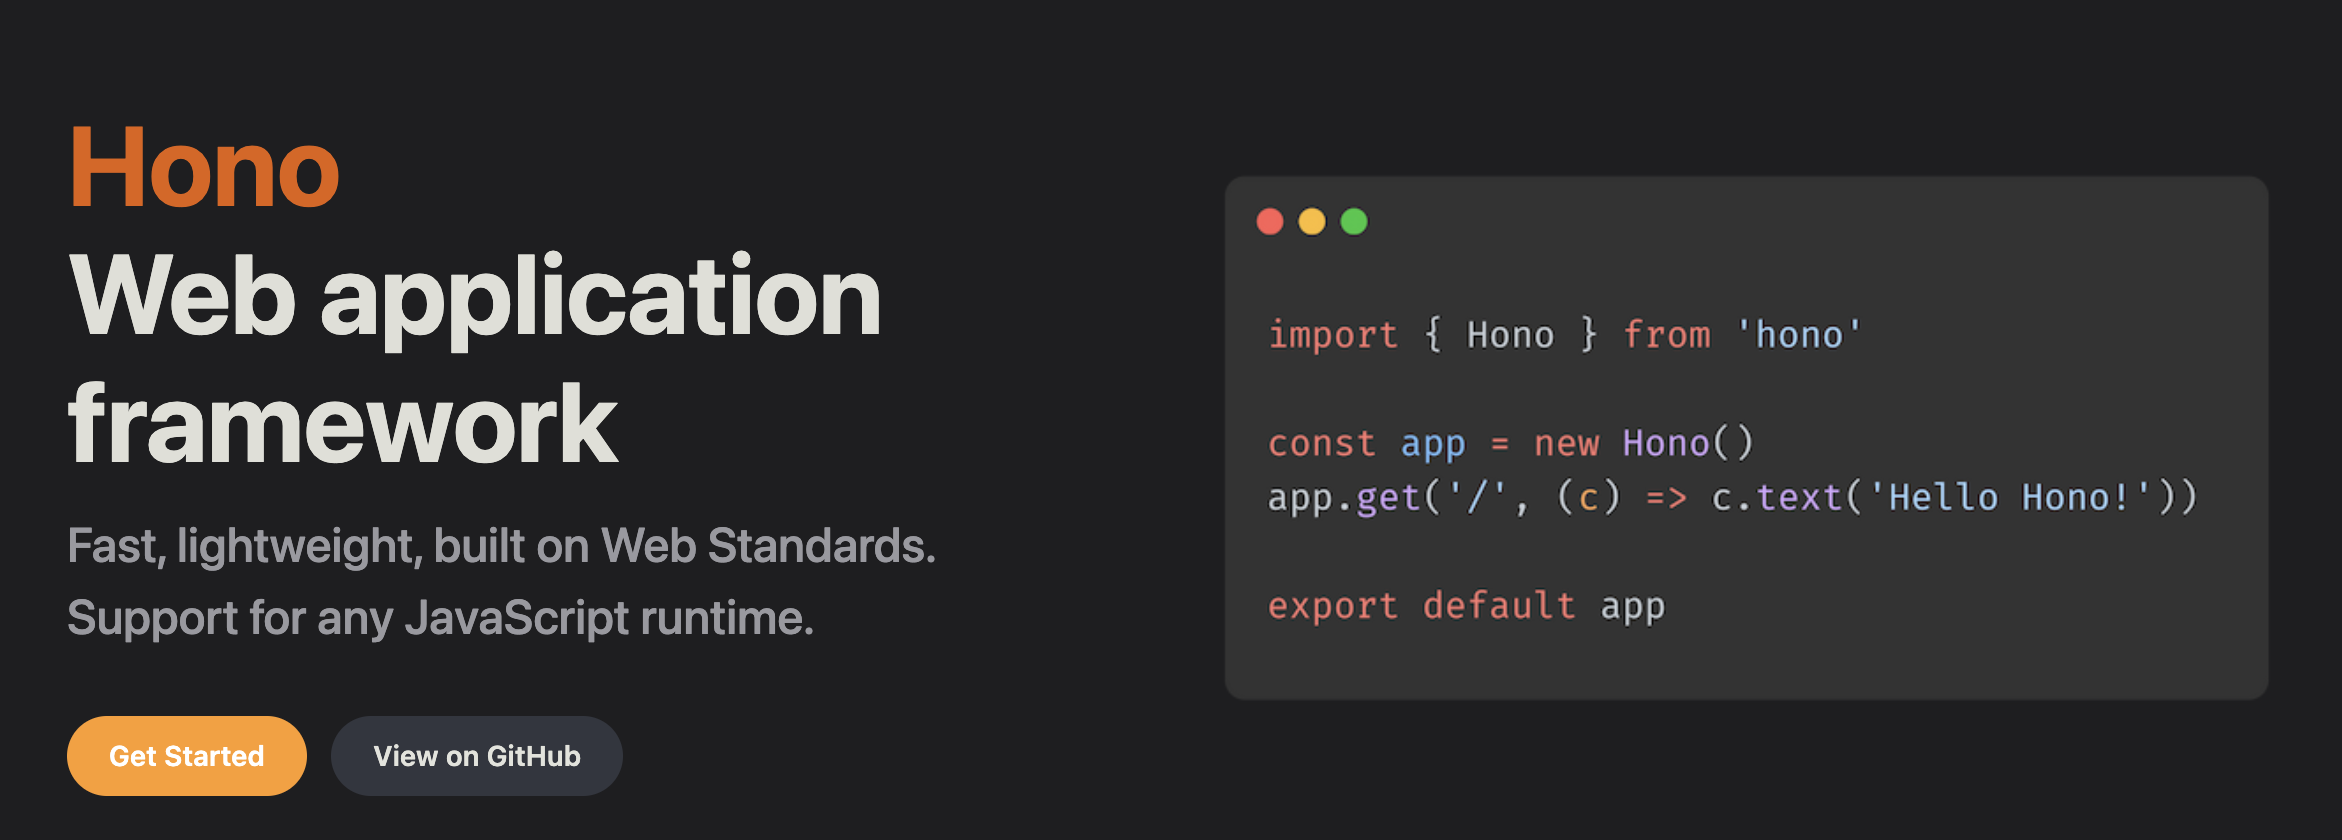 Hono
Web application
framework
Fast, lightweight, built on Web Standards.
Support for any JavaScript runtime.
Get Started
View on GitHub
import { Hono } from 'hono'
const app = new Hono()
app.get('/', (c) => c.text('Hello Hono!'))
export default app